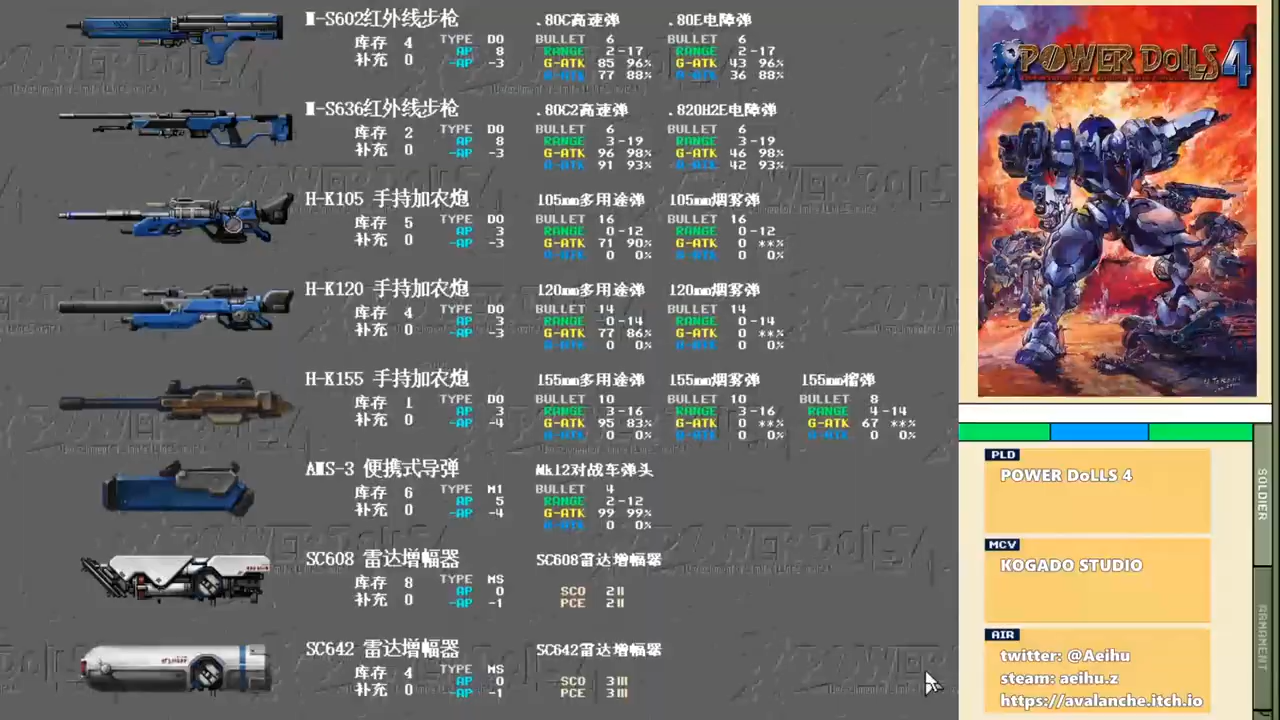 M-S602红外线步枪
库存 4 TYPE DO
补充 0 AP 8
-AP -3
.80C高速弹
BULLET 6
RANGE 2-17
G-ATK 85 96%
A-ATK 77 88%
.80E电障弹
BULLET 6
RANGE 2-17
G-ATK 43 96%
A-ATK 36 88%
M-S636红外线步枪
库存 2 TYPE DO
补充 0 AP 8
-AP -3
.80C2高速弹
BULLET 6
RANGE 3-19
G-ATK 96 98%
A-ATK 91 93%
.820H2E电障弹
BULLET 6
RANGE 3-19
G-ATK 46 98%
A-ATK 42 93%
H-K105 手持加农炮
库存 5 TYPE DO
补充 0 AP 3
-AP -3
105mm多用途弹
BULLET 16
RANGE 0-12
G-ATK 71 90%
A-ATK 0 0%
105mm烟雾弹
BULLET 16
RANGE 0-12
G-ATK 0 **%
A-ATK 0 0%
H-K120 手持加农炮
库存 4 TYPE DO
补充 0 AP 3
-AP -3
120mm多用途弹
BULLET 14
RANGE 0-14
G-ATK 77 86%
A-ATK 0 0%
120mm烟雾弹
BULLET 14
RANGE 0-14
G-ATK 0 **%
A-ATK 0 0%
H-K155 手持加农炮
库存 1 TYPE DO
补充 0 AP 3
-AP -4
155mm多用途弹
BULLET 10
RANGE 3-16
G-ATK 95 83%
A-ATK 0 0%
155mm烟雾弹
BULLET 10
RANGE 3-16
G-ATK 0 **%
A-ATK 0 0%
155mm榴弹
BULLET 8
RANGE 4-14
G-ATK 67 **%
A-ATK 0 0%
AMS-3 便携式导弹
库存 6 TYPE M1
补充 0 AP 5
-AP -4
Mk12对战车弹头
BULLET 4
RANGE 2-12
G-ATK 99 99%
A-ATK 0 0%
SC608 雷达增幅器
库存 8 TYPE MS
补充 0 AP 0
-AP -1
SC608雷达增幅器
SCO 2II
PCE 2II
SC642 雷达增幅器
库存 4 TYPE MS
补充 0 AP 0
-AP -1
SC642雷达增幅器
SCO 3III
PCE 3III
POWER DoLLS 4
PLD
POWER DoLLS 4
MCV
KOGADO STUDIO
AIR
twitter: @Aeihu
steam: aeihu.z
https://avalanche.itch.io
SOLDIER
ARMAMENT